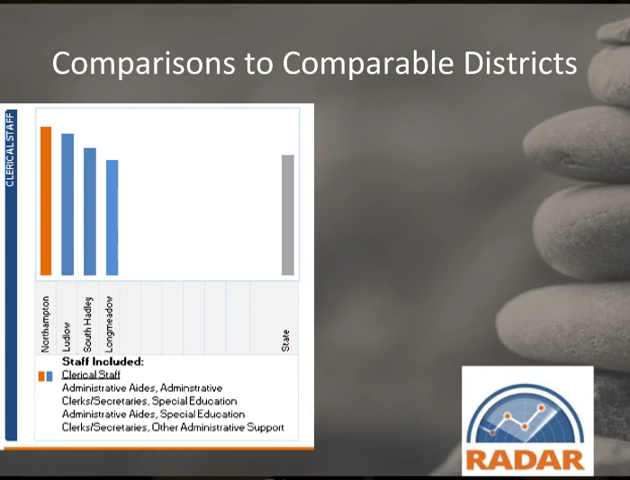 Comparisons to Comparable Districts
CLERICAL STAFF
Northampton
Ludlow
South Hadley
Longmeadow
State
Staff Included:
Clerical Staff
Administrative Aides, Adminstrative
Clerks/Secretaries, Special Education
Administrative Aides, Special Education
Clerks/Secretaries, Other Administrative Support
RADAR